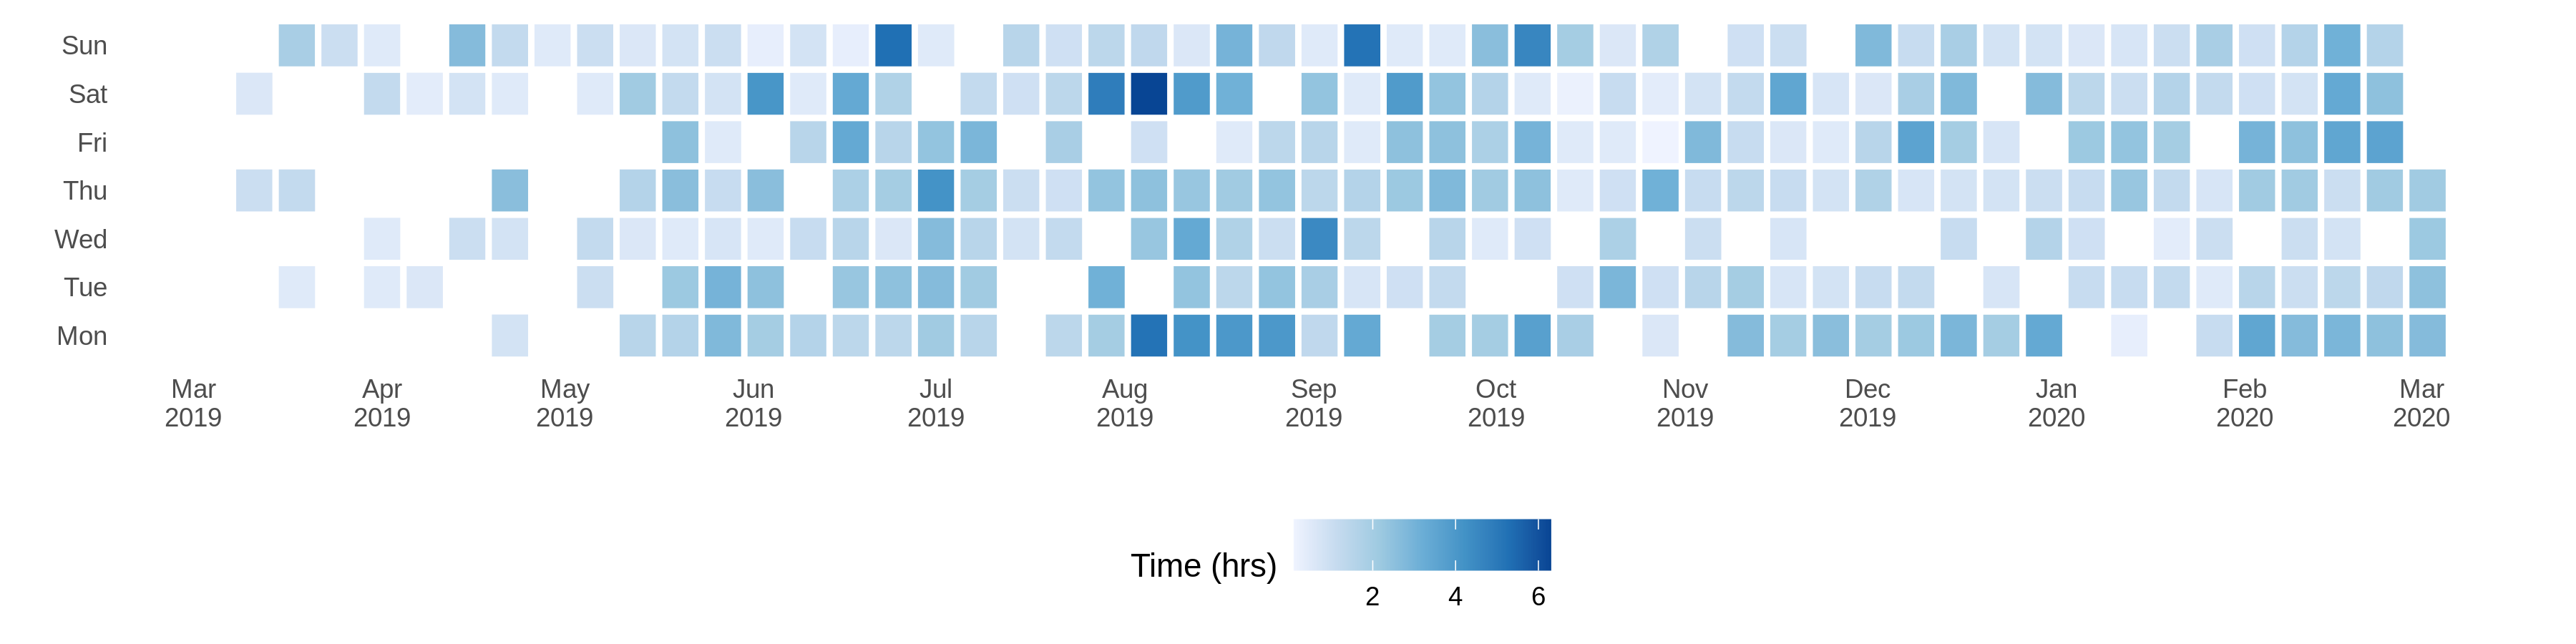 Sun
Sat
Fri
Thu
Wed
Tue
Mon
Mar Apr May Jun Jul Aug Sep Oct Nov Dec Jan Feb Mar
2019 2019 2019 2019 2019 2019 2019 2019 2019 2019 2020 2020 2020
Time (hrs)
2 4 6